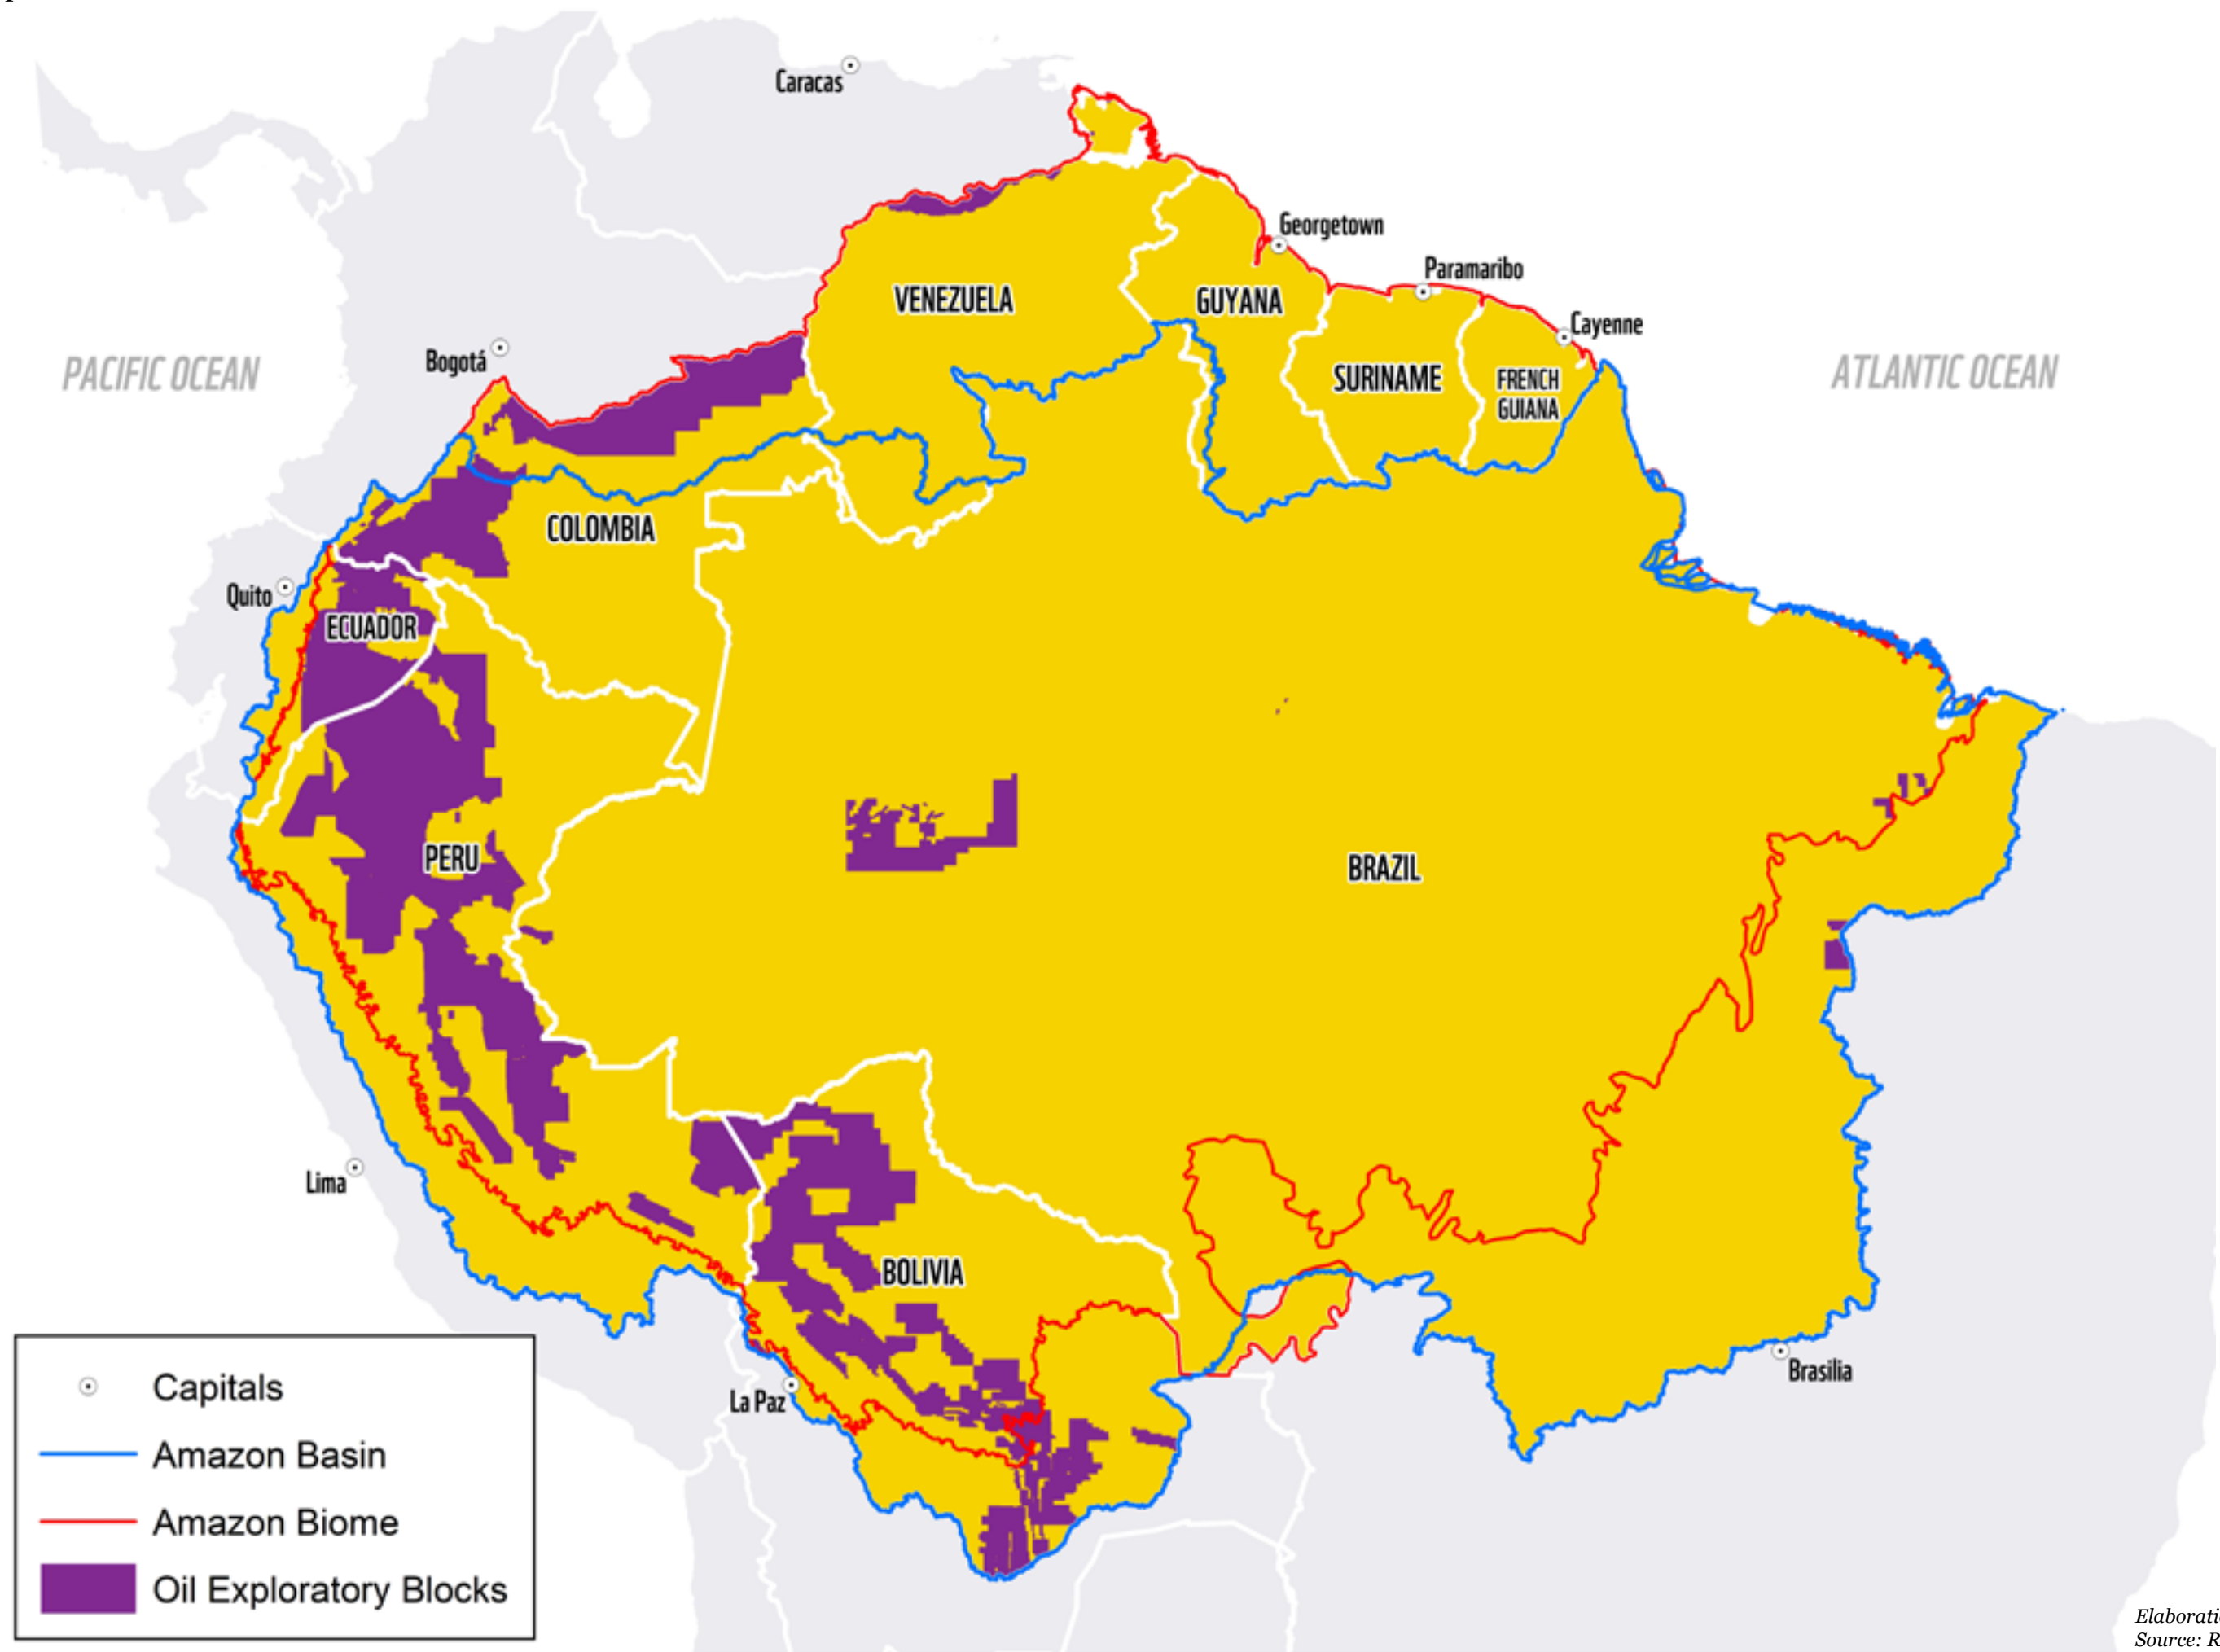 Caracas
Georgetown
Paramaribo
Cayenne
VENEZUELA
GUYANA
SURINAME
FRENCH
GUIANA
Bogotá
PACIFIC OCEAN
ATLANTIC OCEAN
COLOMBIA
Quito
ECUADOR
PERU
BRAZIL
Lima
BOLIVIA
La Paz
Brasilia
Capitals
Amazon Basin
Amazon Biome
Oil Exploratory Blocks
Source: